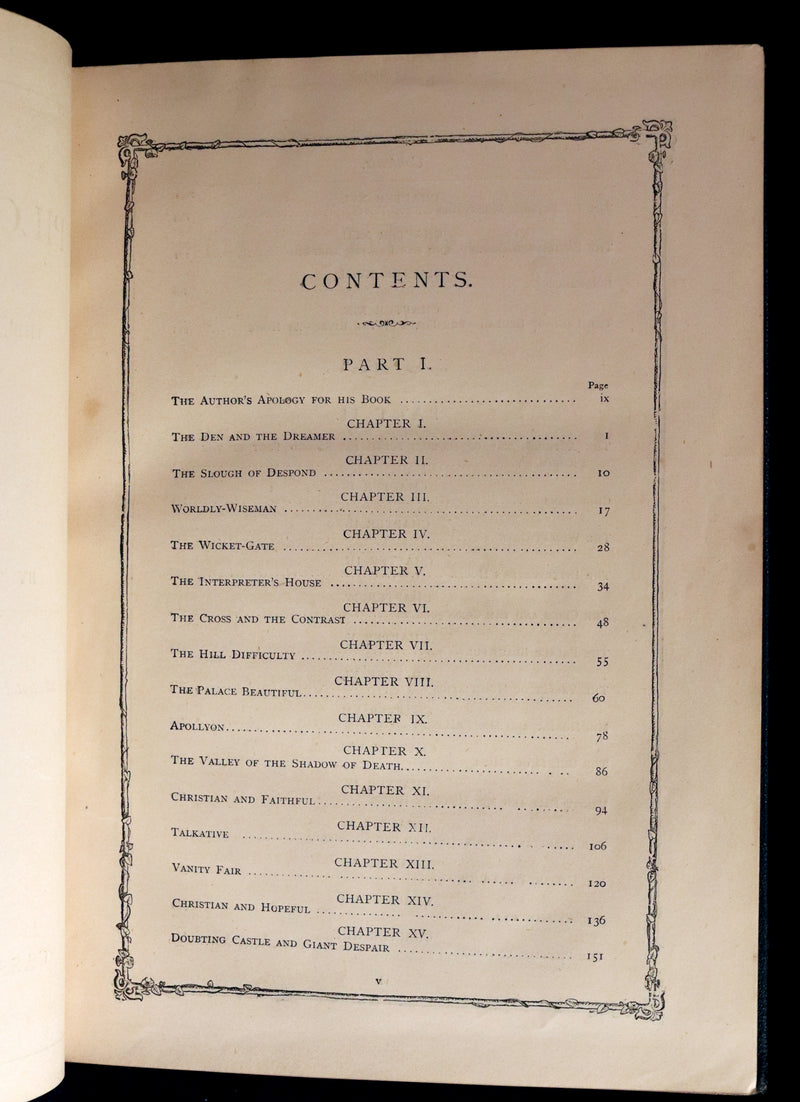 CONTENTS.
PART I.
Page
THE AUTHOR'S APOLOGY FOR HIS BOOK ix
CHAPTER I.
THE DEN AND THE DREAMER 1
CHAPTER II.
THE SLOUGH OF DESPOND 10
CHAPTER III.
WORLDLY-WISEMAN 17
CHAPTER IV.
THE WICKET-GATE 28
CHAPTER V.
THE INTERPRETER'S HOUSE 34
CHAPTER VI.
THE CROSS AND THE CONTRAST 48
CHAPTER VII.
THE HILL DIFFICULTY 55
CHAPTER VIII.
THE PALACE BEAUTIFUL 60
CHAPTER IX.
APOLLYON 78
CHAPTER X.
THE VALLEY OF THE SHADOW OF DEATH 86
CHAPTER XI.
CHRISTIAN AND FAITHFUL 94
CHAPTER XII.
TALKATIVE 106
CHAPTER XIII.
VANITY FAIR 120
CHAPTER XIV.
CHRISTIAN AND HOPEFUL 136
CHAPTER XV.
DOUBTING CASTLE AND GIANT DESPAIR 151
v